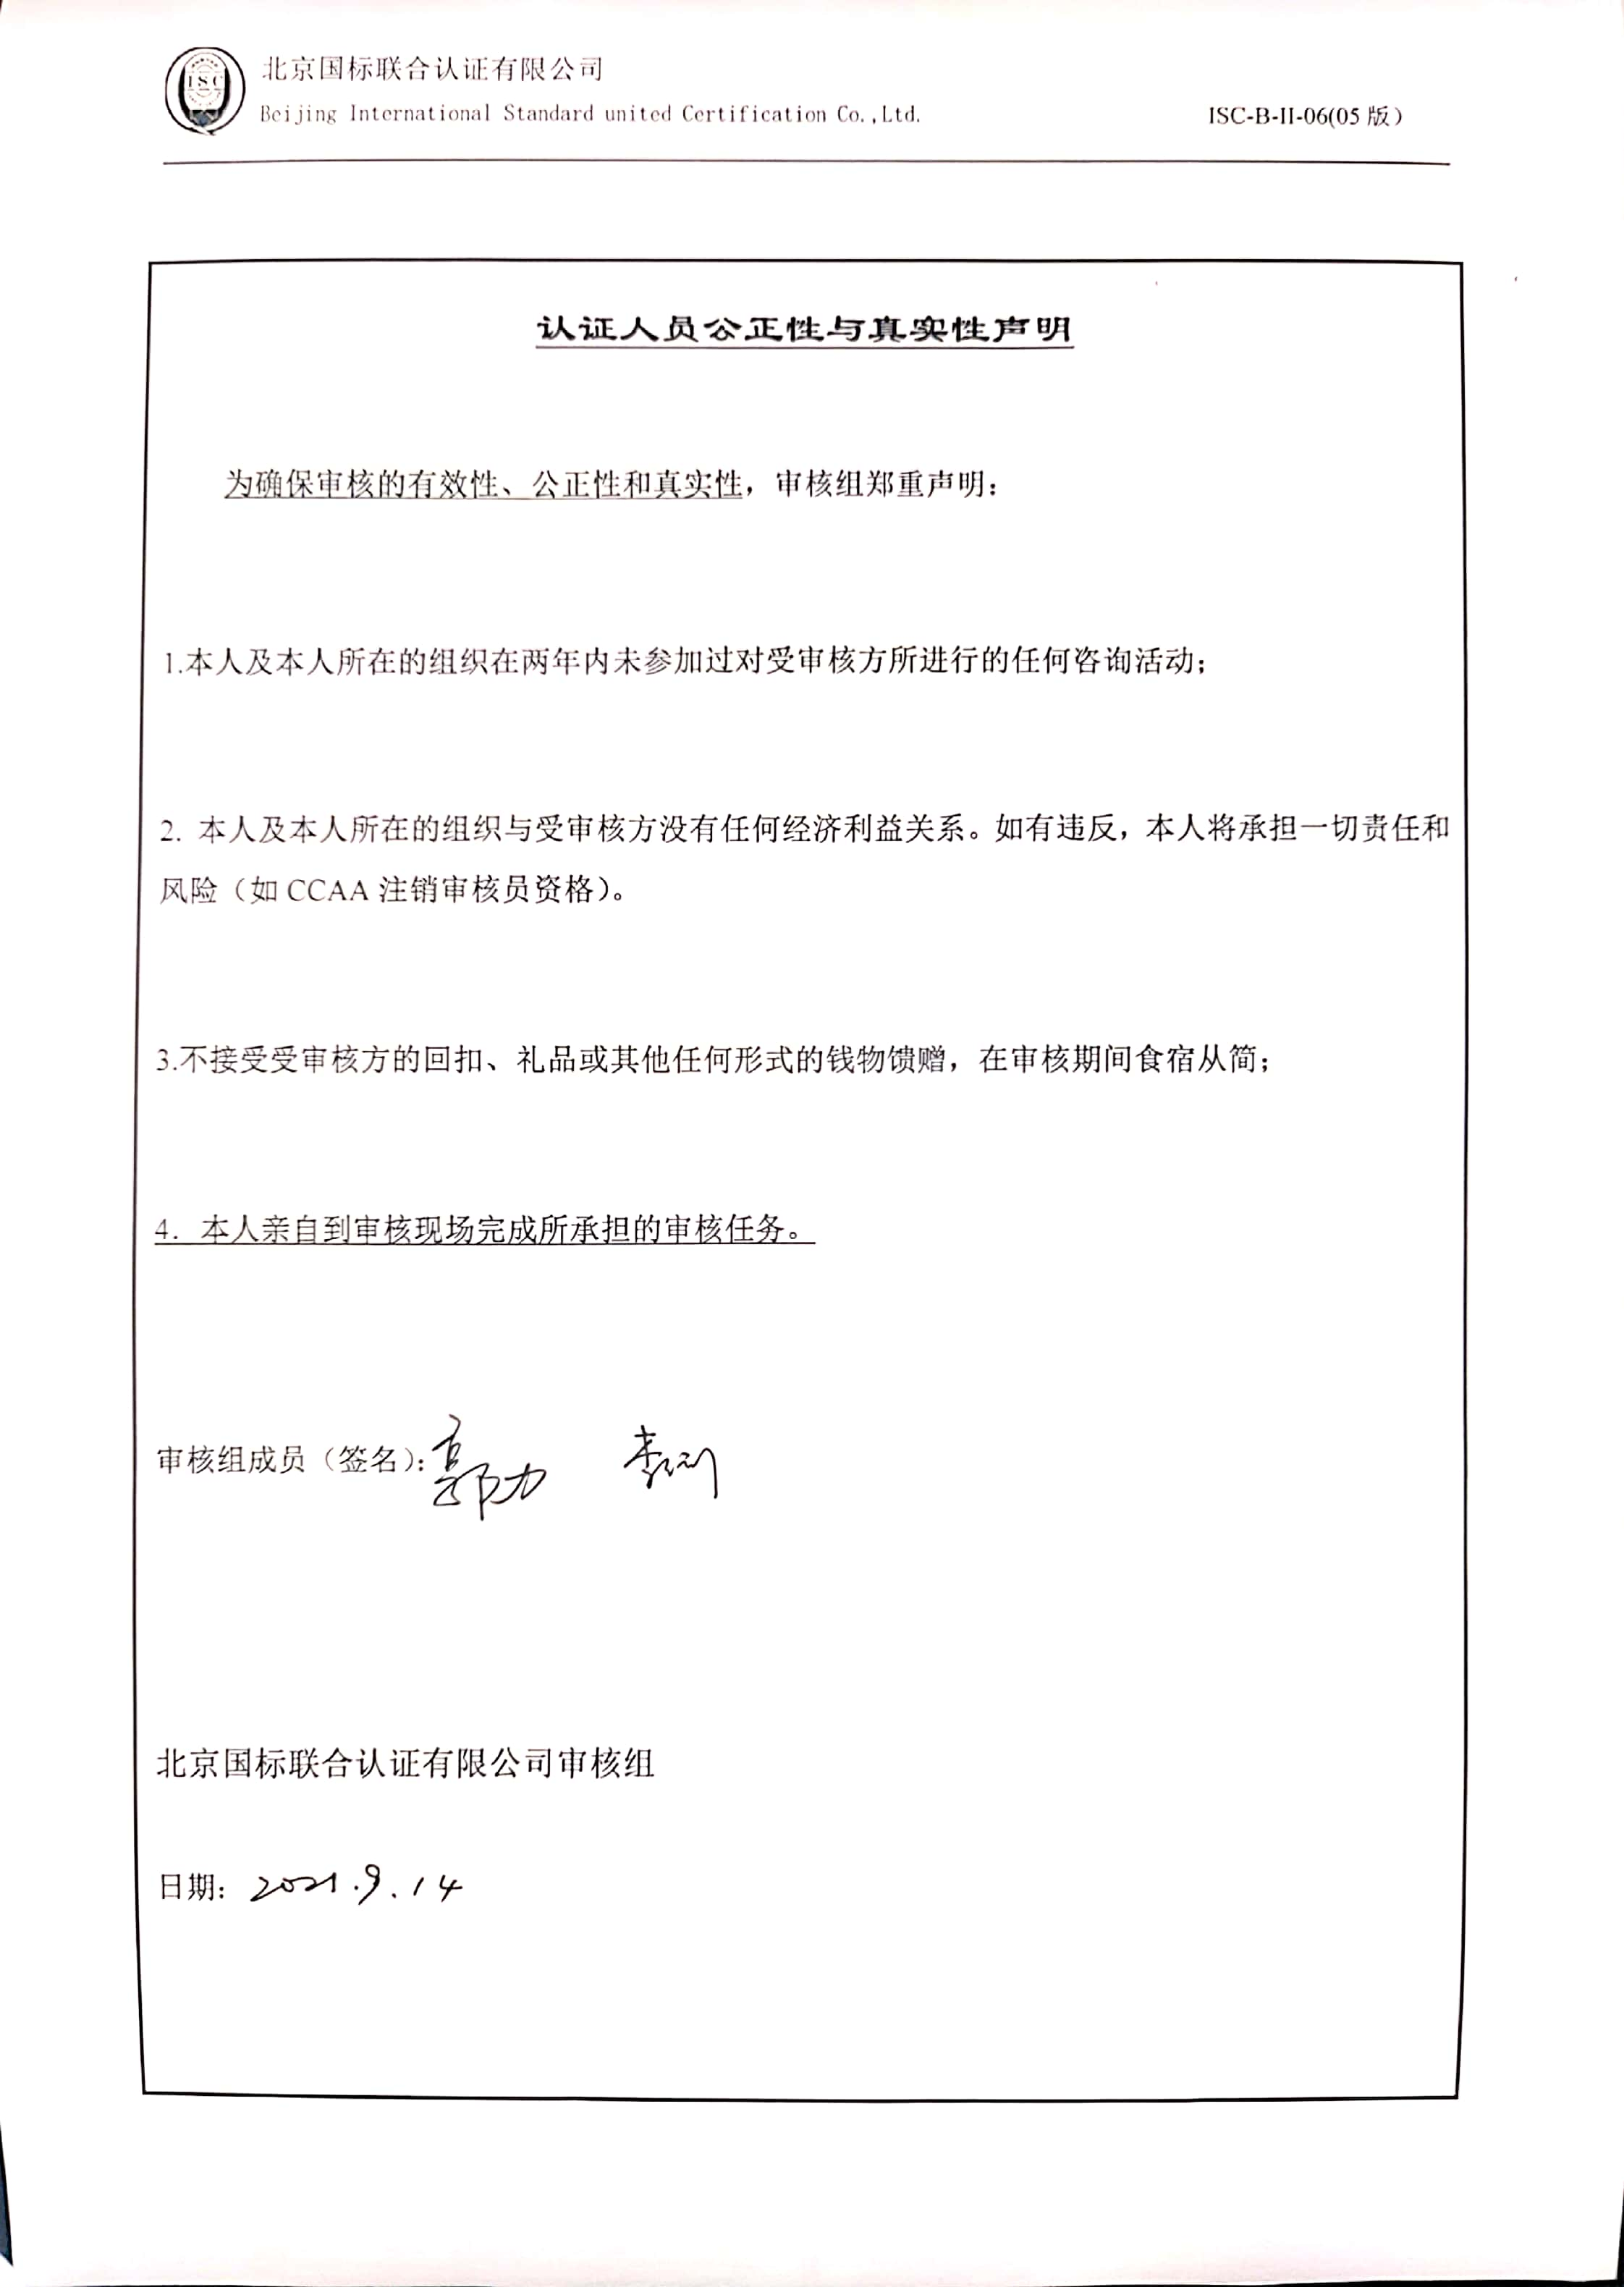 ISC
北京国标联合认证有限公司
Beijing International Standard united Certification Co.,Ltd.
ISC-B-II-06(05 版)
认证人员公正性与真实性声明
为确保审核的有效性、公正性和真实性，审核组郑重声明：
1.本人及本人所在的组织在两年内未参加过对受审核方所进行的任何咨询活动；
2. 本人及本人所在的组织与受审核方没有任何经济利益关系。如有违反，本人将承担一切责任和
风险（如 CCAA 注销审核员资格）。
3.不接受受审核方的回扣、礼品或其他任何形式的钱物馈赠，在审核期间食宿从简；
4. 本人亲自到审核现场完成所承担的审核任务。
审核组成员（签名）：郭力
北京国标联合认证有限公司审核组
日期：2021.9.14